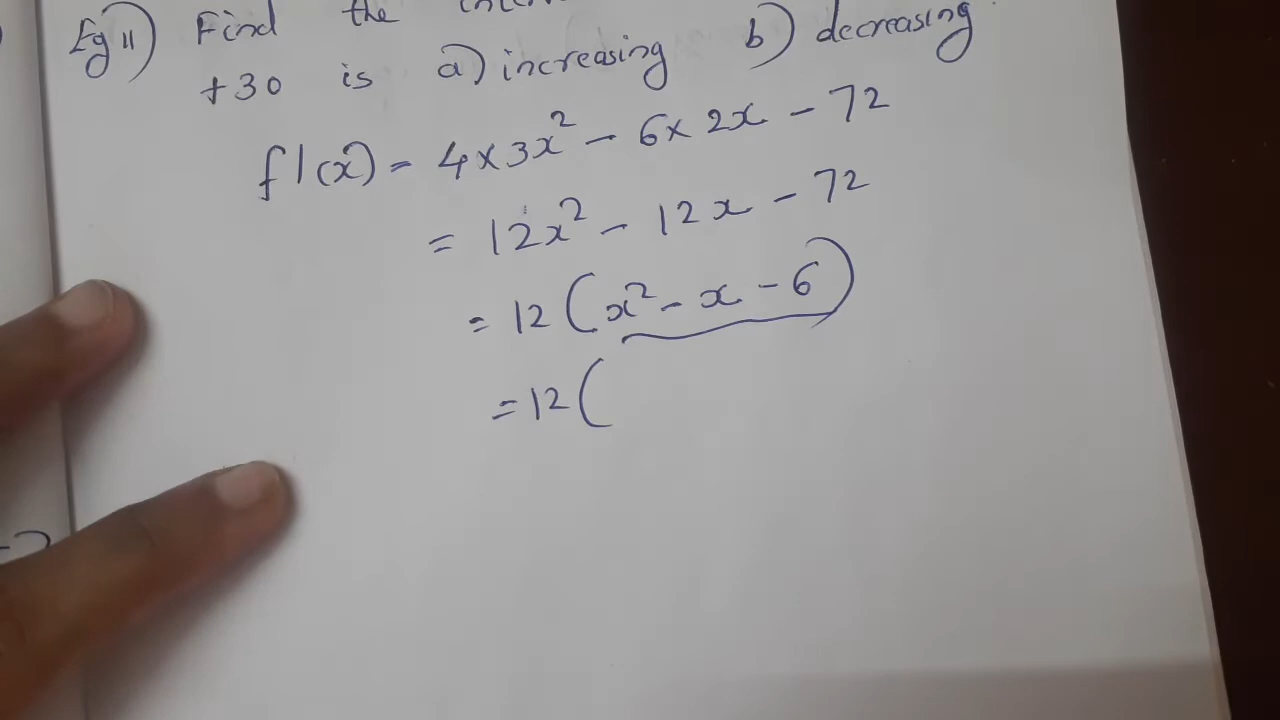 Eg 11) Find the
+30 is a) increasing b) decreasing
f'(x) = 4×3x² - 6×2x - 72
= 12x² - 12x - 72
= 12 (x² - x - 6)
= 12 (